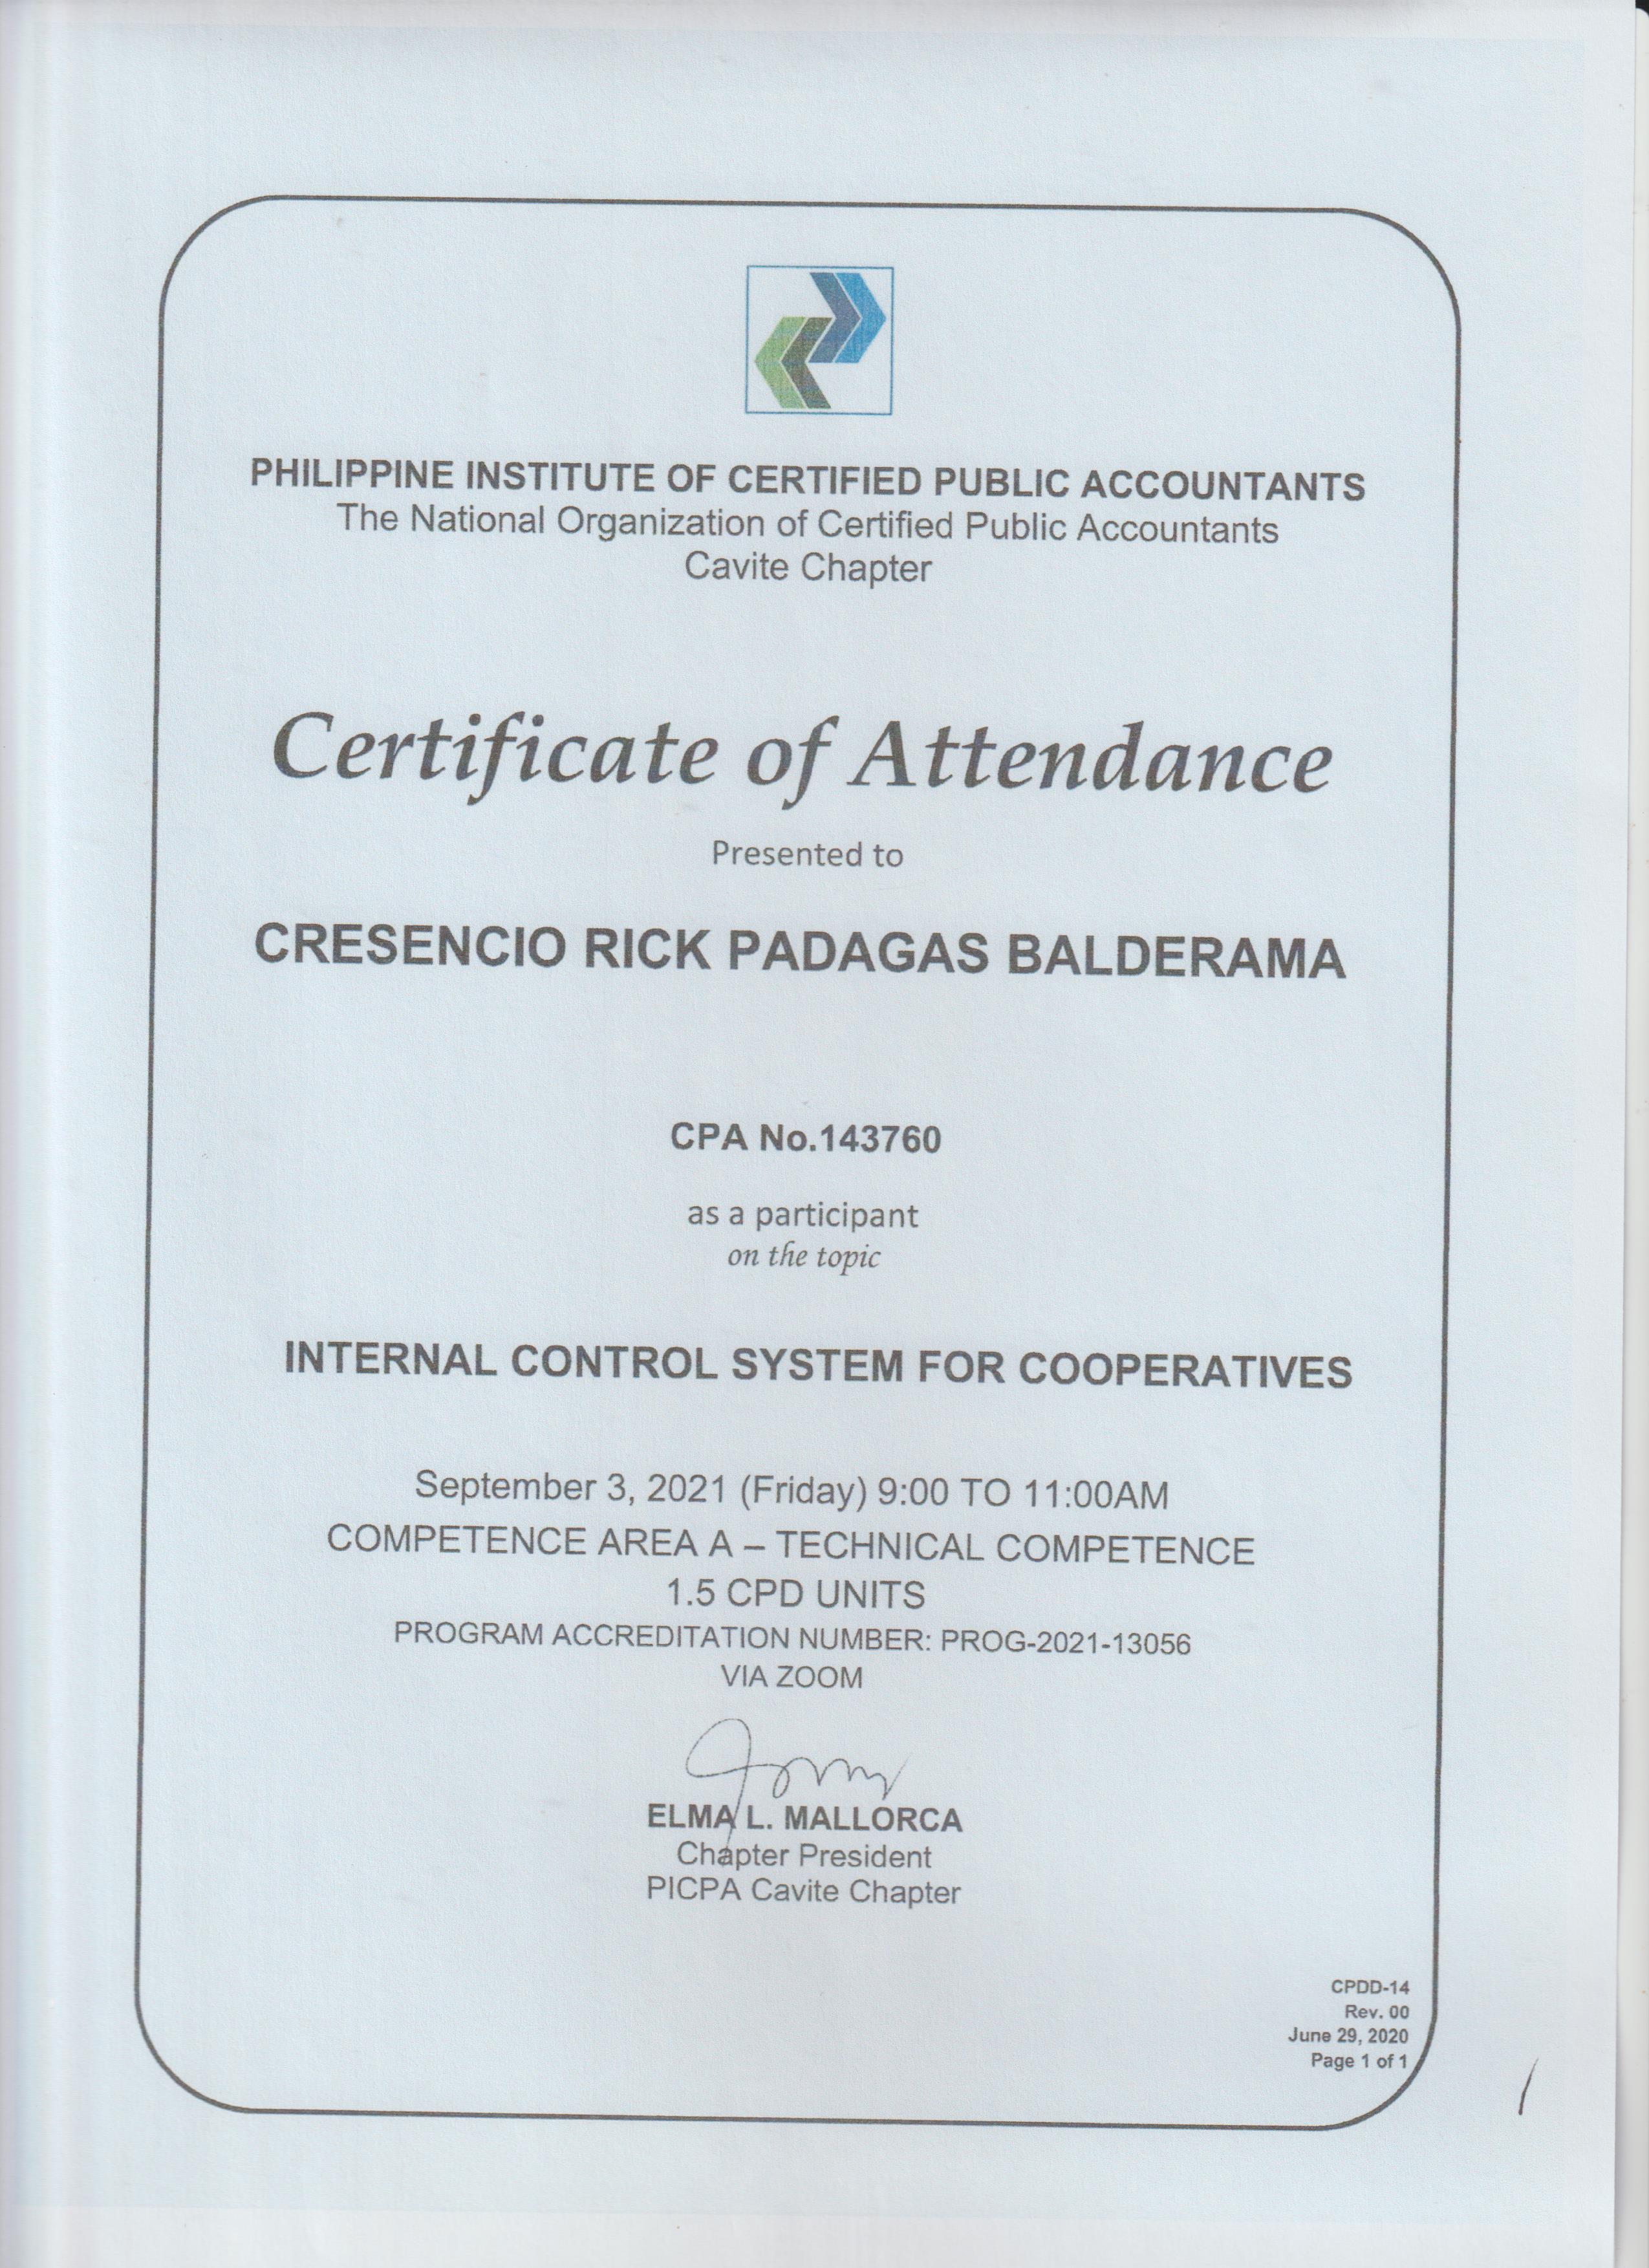 PHILIPPINE INSTITUTE OF CERTIFIED PUBLIC ACCOUNTANTS
The National Organization of Certified Public Accountants
Cavite Chapter
Certificate of Attendance
Presented to
CRESENCIO RICK PADAGAS BALDERAMA
CPA No.143760
as a participant
on the topic
INTERNAL CONTROL SYSTEM FOR COOPERATIVES
September 3, 2021 (Friday) 9:00 TO 11:00AM
COMPETENCE AREA A – TECHNICAL COMPETENCE
1.5 CPD UNITS
PROGRAM ACCREDITATION NUMBER: PROG-2021-13056
VIA ZOOM
ELMA L. MALLORCA
Chapter President
PICPA Cavite Chapter
CPDD-14
Rev. 00
June 29, 2020
Page 1 of 1